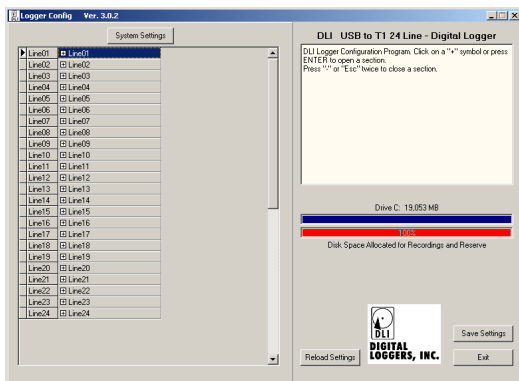 Logger Config Ver. 3.0.2
System Settings
Line01 Line01
Line02 Line02
Line03 Line03
Line04 Line04
Line05 Line05
Line06 Line06
Line07 Line07
Line08 Line08
Line09 Line09
Line10 Line10
Line11 Line11
Line12 Line12
Line13 Line13
Line14 Line14
Line15 Line15
Line16 Line16
Line17 Line17
Line18 Line18
Line19 Line19
Line20 Line20
Line21 Line21
Line22 Line22
Line23 Line23
Line24 Line24
DLI USB to T1 24 Line - Digital Logger
DLI Logger Configuration Program. Click on a "+" symbol or press
ENTER to open a section.
Press "-" or "Esc" twice to close a section.
Drive C: 19,053 MB
100%
Disk Space Allocated for Recordings and Reserve
DLI
DIGITAL
LOGGERS, INC.
Save Settings
Reload Settings
Exit